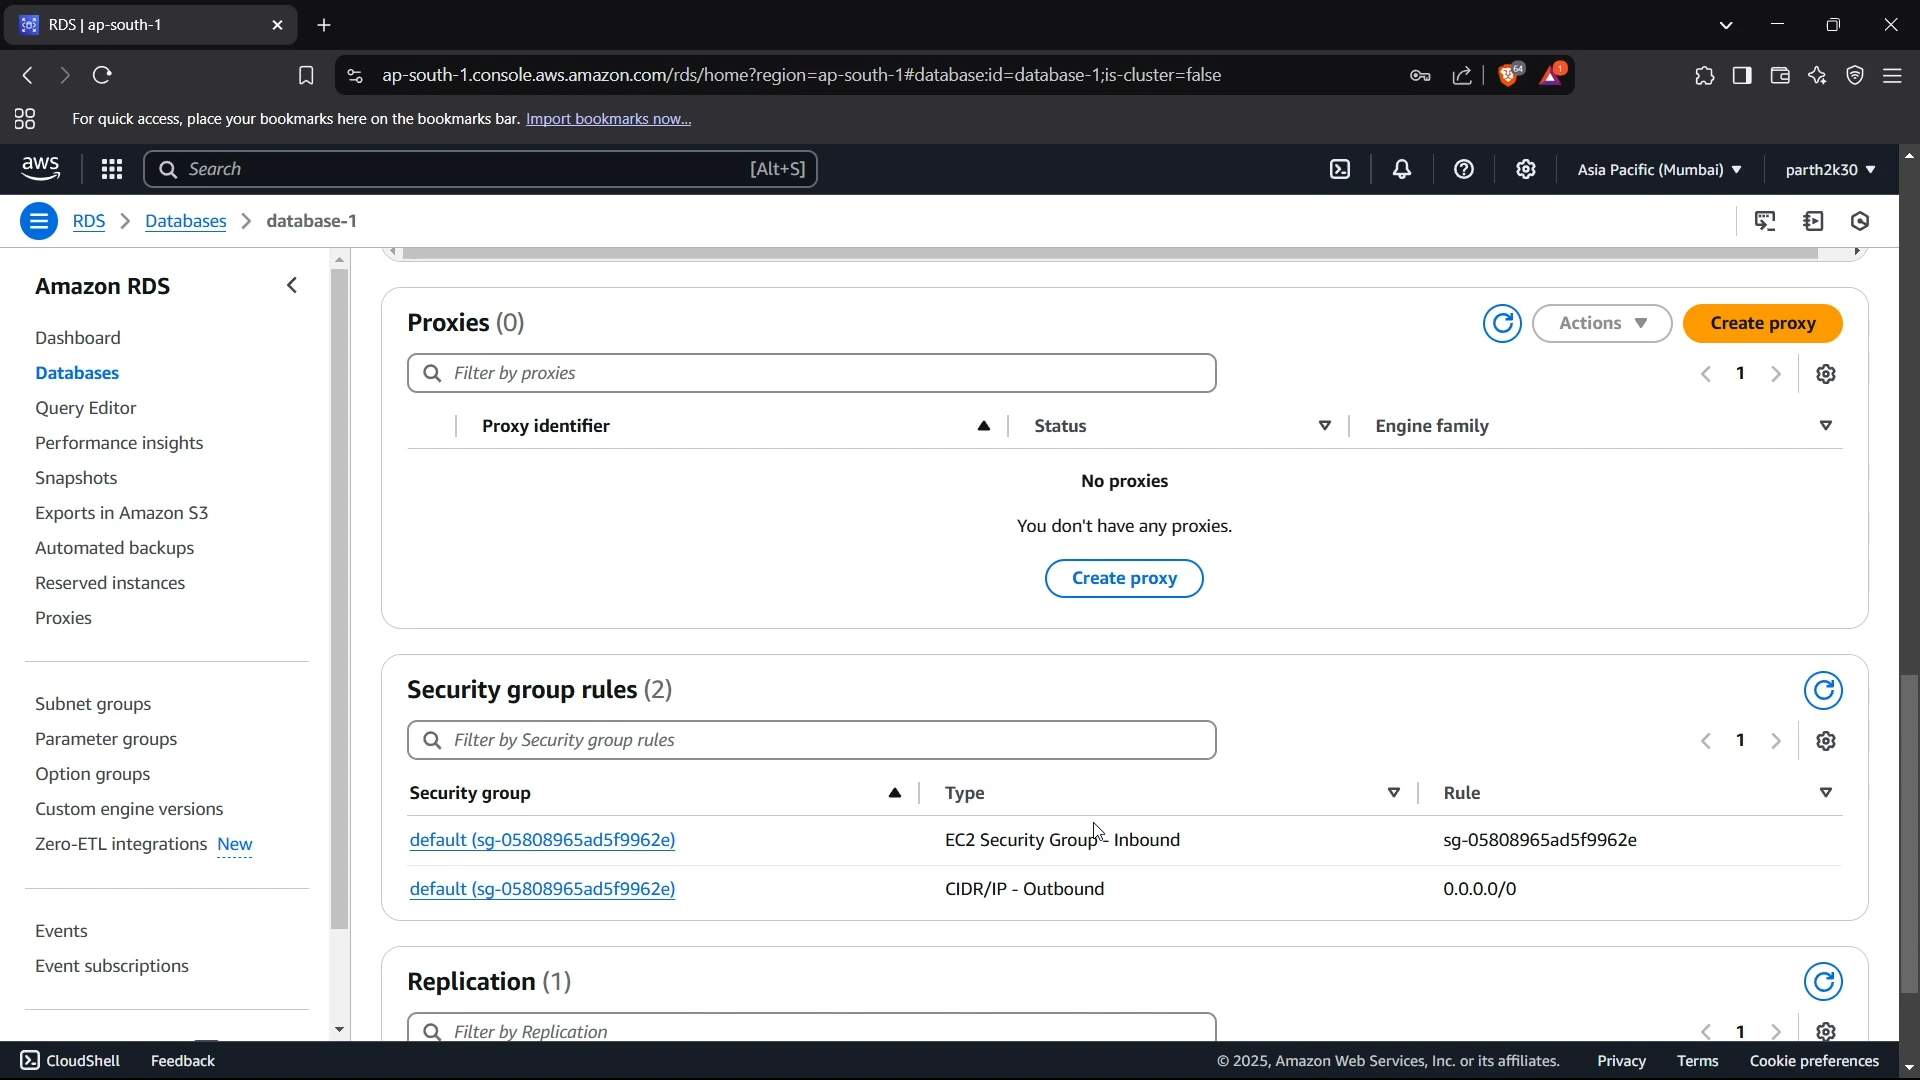 RDS | ap-south-1
ap-south-1.console.aws.amazon.com/rds/home?region=ap-south-1#database:id=database-1;is-cluster=false
64
1
For quick access, place your bookmarks here on the bookmarks bar. Import bookmarks now...
aws
Search
[Alt+S]
Asia Pacific (Mumbai)
parth2k30
RDS
Databases
database-1
Amazon RDS
Dashboard
Databases
Query Editor
Performance insights
Snapshots
Exports in Amazon S3
Automated backups
Reserved instances
Proxies
Subnet groups
Parameter groups
Option groups
Custom engine versions
Zero-ETL integrations New
Events
Event subscriptions
Proxies (0)
Actions
Create proxy
Filter by proxies
1
Proxy identifier
Status
Engine family
No proxies
You don't have any proxies.
Create proxy
Security group rules (2)
Filter by Security group rules
1
Security group
Type
Rule
default (sg-05808965ad5f9962e)
EC2 Security Group - Inbound
sg-05808965ad5f9962e
default (sg-05808965ad5f9962e)
CIDR/IP - Outbound
0.0.0.0/0
Replication (1)
Filter by Replication
1
CloudShell
Feedback
© 2025, Amazon Web Services, Inc. or its affiliates.
Privacy
Terms
Cookie preferences